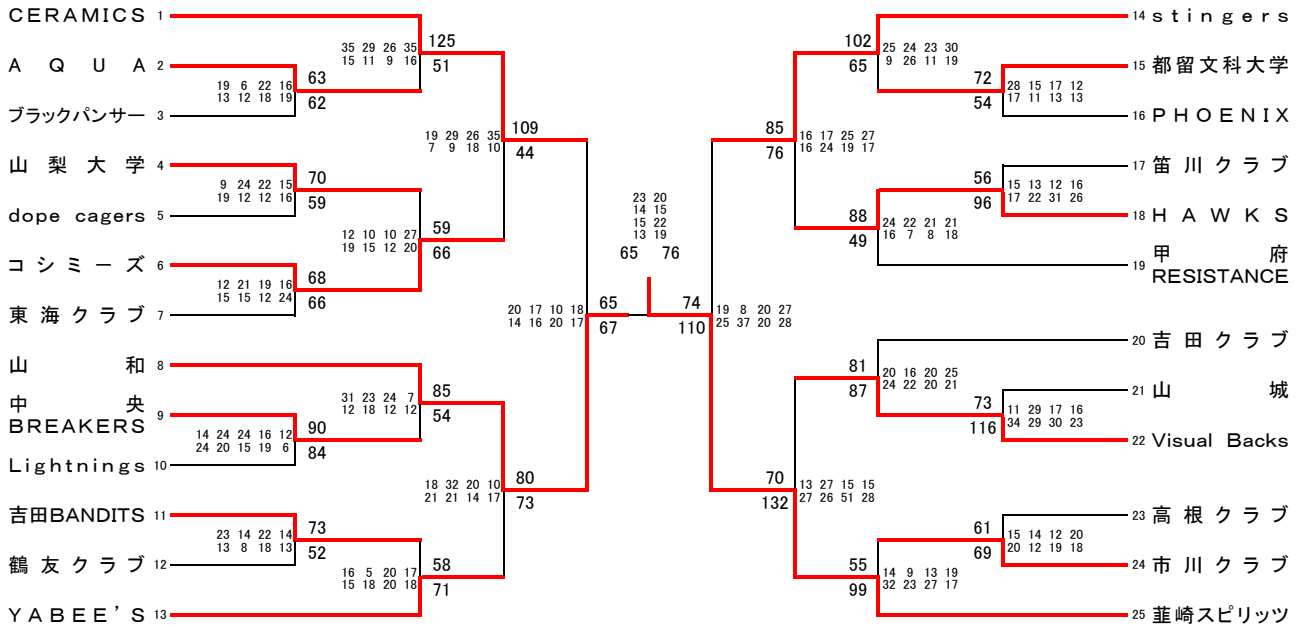 CERAMICS 1
AQUA 2
ブラックパンサー 3
山梨大学 4
dope cagers 5
コシミーズ 6
東海クラブ 7
山和 8
中央
BREAKERS 9
Lightnings 10
吉田BANDITS 11
鶴友クラブ 12
YABEE'S 13
19 6 22 16
13 12 18 19
63
62
9 24 22 15
19 12 12 16
70
59
12 21 19 16
15 15 12 24
68
66
14 24 24 16 12
24 20 15 19 6
90
84
23 14 22 14
13 8 18 13
73
52
35 29 26 35
15 11 9 16
125
51
12 10 10 27
19 15 12 20
59
66
31 23 24 7
12 18 12 12
85
54
16 5 20 17
15 18 20 18
58
71
19 29 26 35
7 9 18 10
109
44
18 32 20 10
21 21 14 17
80
73
20 17 10 18
14 16 20 17
65
67
23 20
14 15
15 22
13 19
65 76
74
110
19 8 20 27
25 37 20 28
85
76
16 17 25 27
16 24 19 17
70
132
13 27 15 15
27 26 51 28
102
65
25 24 23 30
9 26 11 19
88
49
24 22 21 21
16 7 8 18
81
87
20 16 20 25
24 22 20 21
55
99
14 9 13 19
32 23 27 17
72
54
28 15 17 12
17 11 13 13
56
96
15 13 12 16
17 22 31 26
73
116
11 29 17 16
34 29 30 23
61
69
15 14 12 20
20 12 19 18
14 stingers
15 都留文科大学
16 PHOENIX
17 笛川クラブ
18 HAWKS
19 甲府
RESISTANCE
20 吉田クラブ
21 山城
22 Visual Backs
23 高根クラブ
24 市川クラブ
25 韮崎スピリッツ